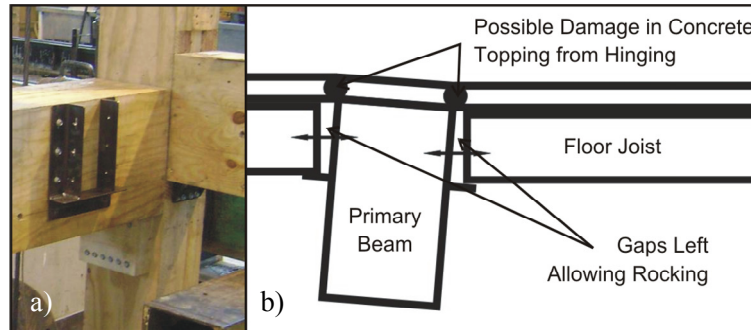 Possible Damage in Concrete
Topping from Hinging
Floor Joist
Primary
Beam
Gaps Left
Allowing Rocking
a)
b)